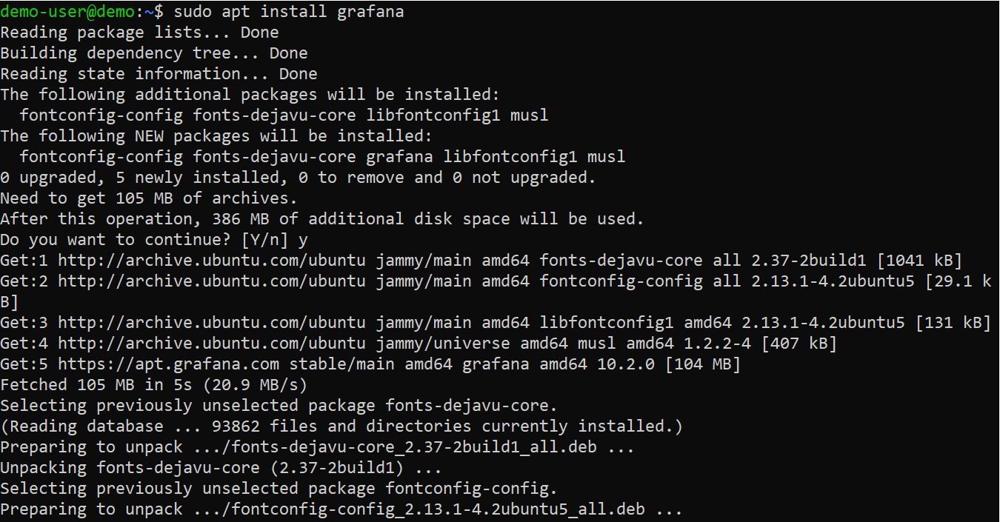 demo-user@demo:~$ sudo apt install grafana
Reading package lists... Done
Building dependency tree... Done
Reading state information... Done
The following additional packages will be installed:
  fontconfig-config fonts-dejavu-core libfontconfig1 musl
The following NEW packages will be installed:
  fontconfig-config fonts-dejavu-core grafana libfontconfig1 musl
0 upgraded, 5 newly installed, 0 to remove and 0 not upgraded.
Need to get 105 MB of archives.
After this operation, 386 MB of additional disk space will be used.
Do you want to continue? [Y/n] y
Get:1 http://archive.ubuntu.com/ubuntu jammy/main amd64 fonts-dejavu-core all 2.37-2build1 [1041 kB]
Get:2 http://archive.ubuntu.com/ubuntu jammy/main amd64 fontconfig-config all 2.13.1-4.2ubuntu5 [29.1 k
B]
Get:3 http://archive.ubuntu.com/ubuntu jammy/main amd64 libfontconfig1 amd64 2.13.1-4.2ubuntu5 [131 kB]
Get:4 http://archive.ubuntu.com/ubuntu jammy/universe amd64 musl amd64 1.2.2-4 [407 kB]
Get:5 https://apt.grafana.com stable/main amd64 grafana amd64 10.2.0 [104 MB]
Fetched 105 MB in 5s (20.9 MB/s)
Selecting previously unselected package fonts-dejavu-core.
(Reading database ... 93862 files and directories currently installed.)
Preparing to unpack .../fonts-dejavu-core_2.37-2build1_all.deb ...
Unpacking fonts-dejavu-core (2.37-2build1) ...
Selecting previously unselected package fontconfig-config.
Preparing to unpack .../fontconfig-config_2.13.1-4.2ubuntu5_all.deb ...